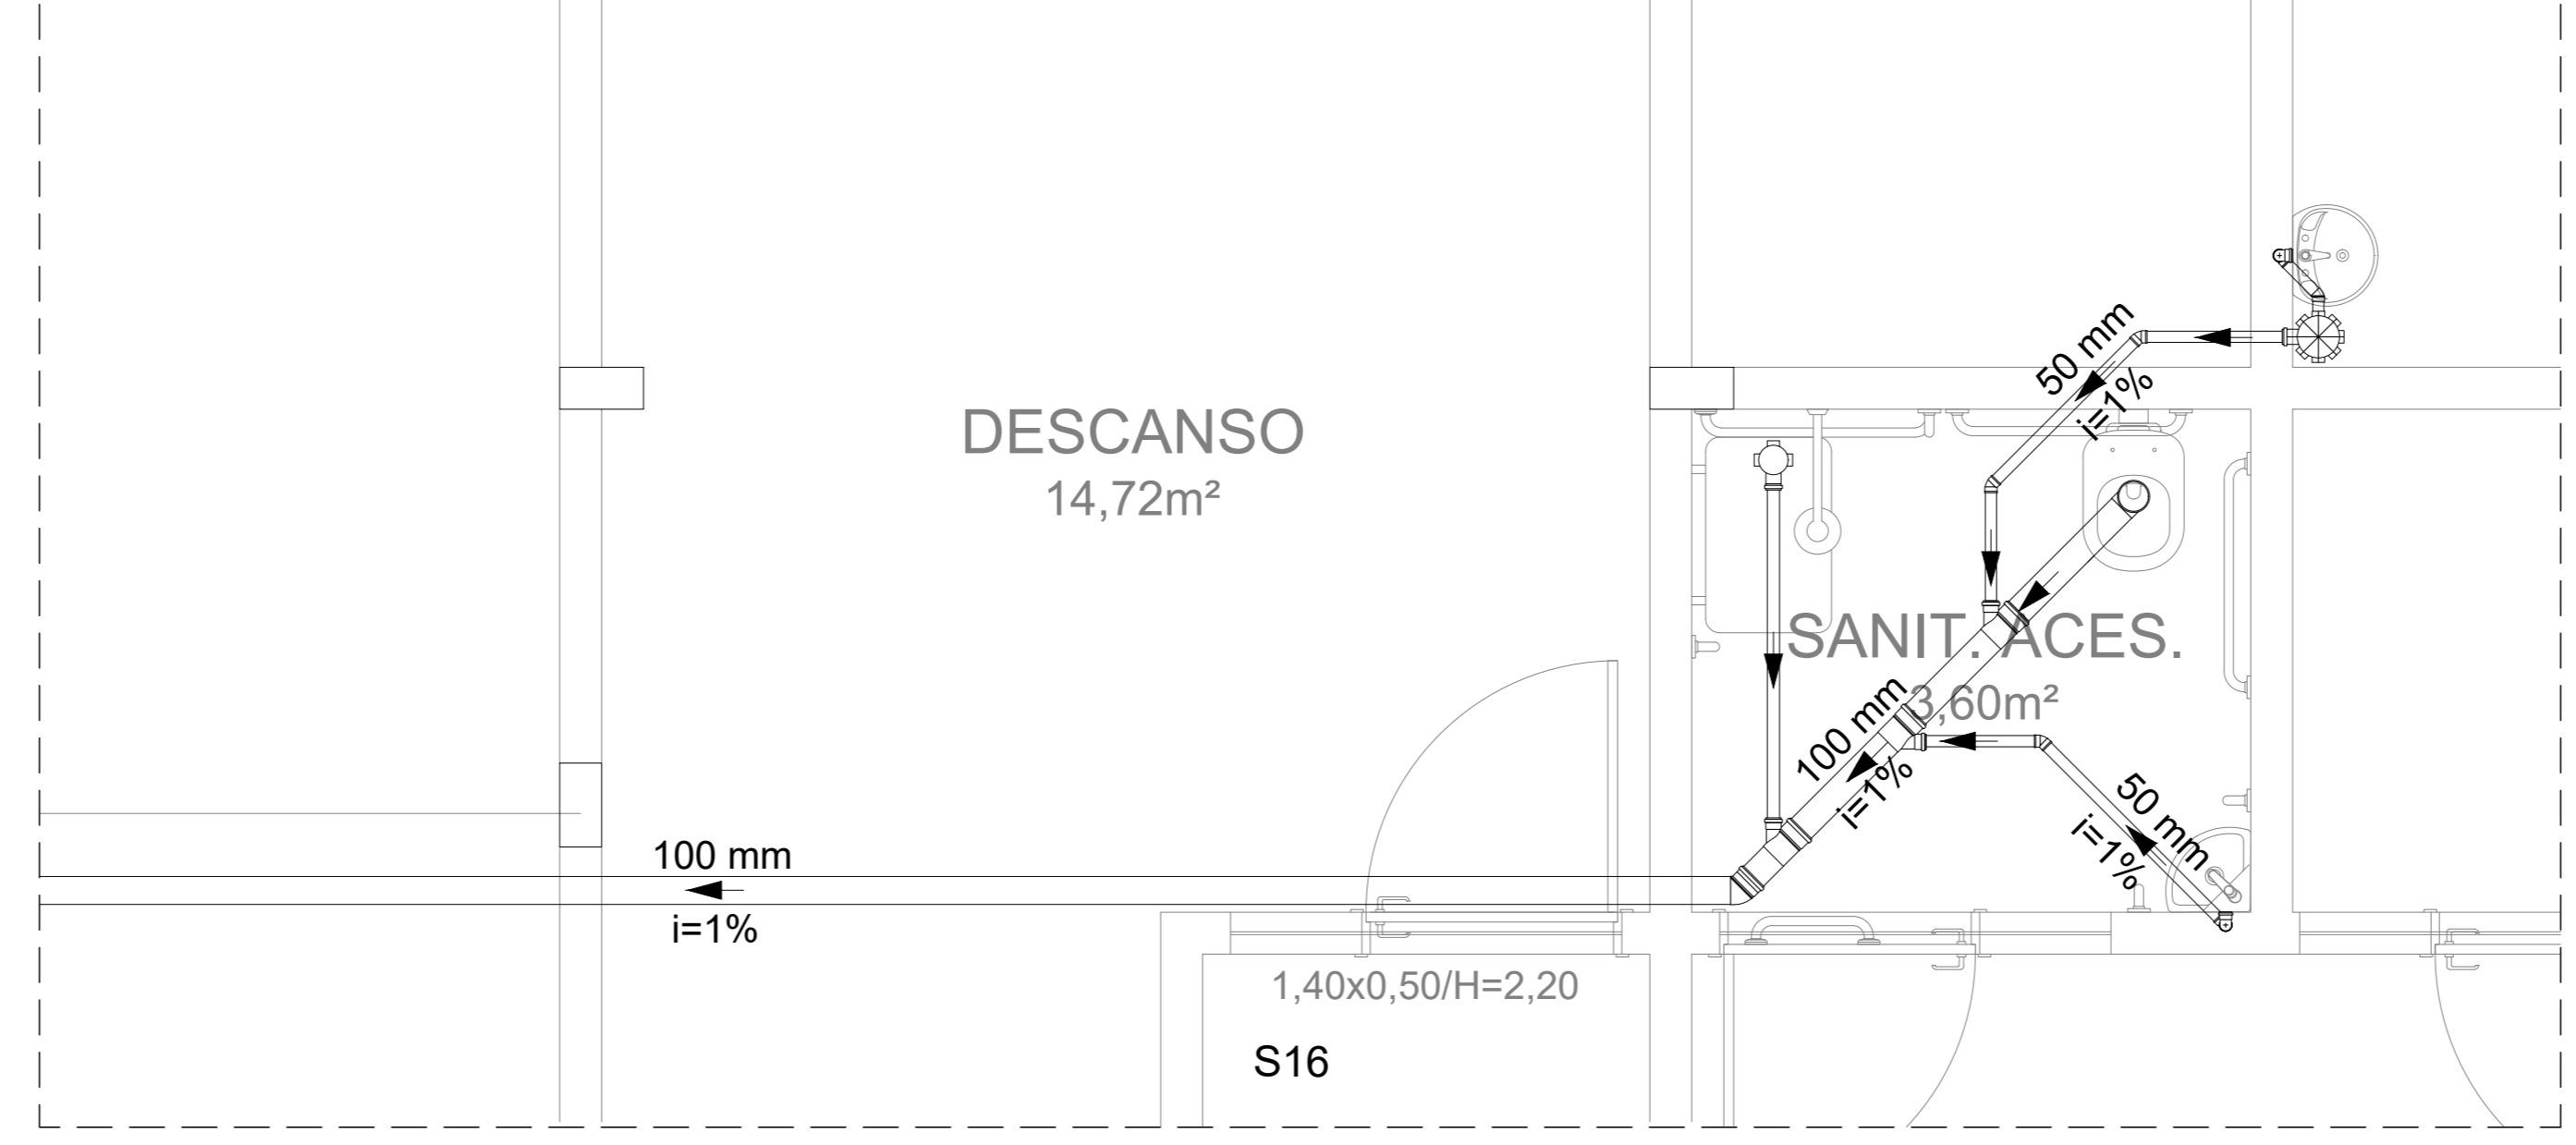 50 mm
i=1%
DESCANSO
14,72m²
SANIT. ACES.
3,60m²
100 mm
i=1%
50 mm
i=1%
100 mm
i=1%
1,40x0,50/H=2,20
S16